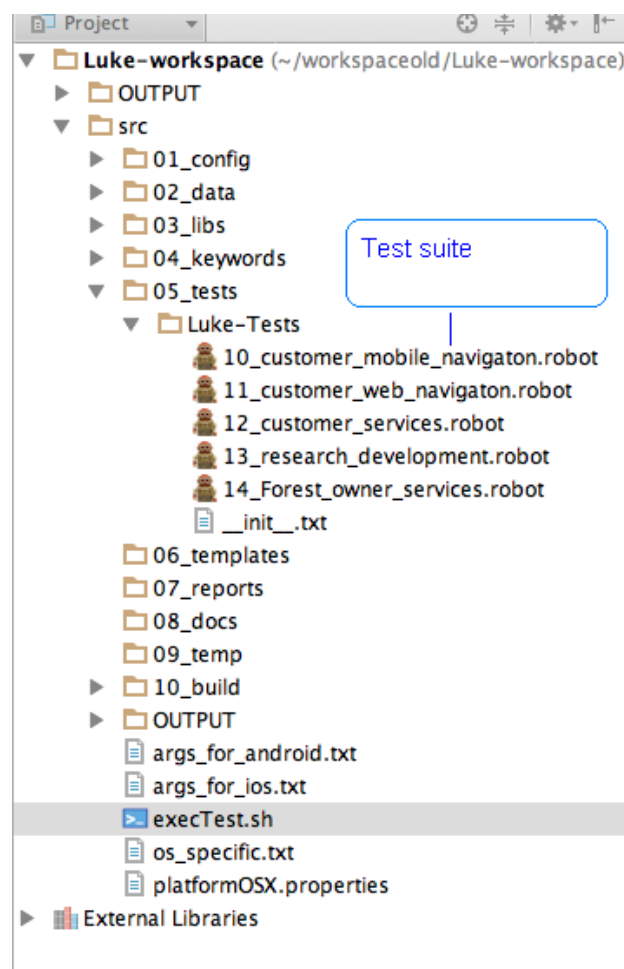 Project
Luke-workspace (~/workspaceold/Luke-workspace)
OUTPUT
src
01_config
02_data
03_libs
04_keywords
Test suite
05_tests
Luke-Tests
10_customer_mobile_navigaton.robot
11_customer_web_navigaton.robot
12_customer_services.robot
13_research_development.robot
14_Forest_owner_services.robot
__init__.txt
06_templates
07_reports
08_docs
09_temp
10_build
OUTPUT
args_for_android.txt
args_for_ios.txt
execTest.sh
os_specific.txt
platformOSX.properties
External Libraries